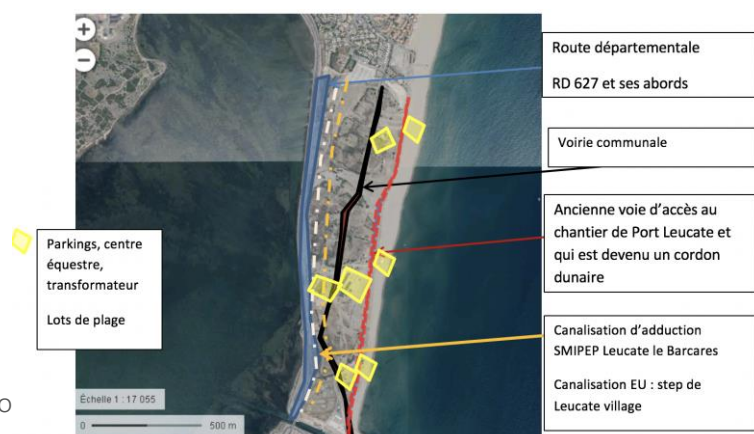 Route départementale
RD 627 et ses abords
Voirie communale
Ancienne voie d'accès au
chantier de Port Leucate et
qui est devenu un cordon
dunaire
Parkings, centre
équestre,
transformateur
Lots de plage
Canalisation d'adduction
SMIPEP Leucate le Barcares
Canalisation EU : step de
Leucate village
Échelle 1 : 17 055
0 500 m
O